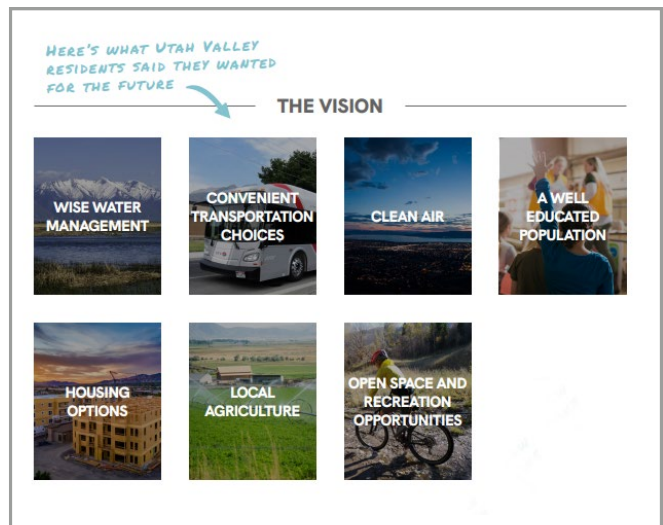 HERE'S WHAT UTAH VALLEY
RESIDENTS SAID THEY WANTED
FOR THE FUTURE
THE VISION
WISE WATER
MANAGEMENT
CONVENIENT
TRANSPORTATION
CHOICES
CLEAN AIR
A WELL
EDUCATED
POPULATION
HOUSING
OPTIONS
LOCAL
AGRICULTURE
OPEN SPACE AND
RECREATION
OPPORTUNITIES